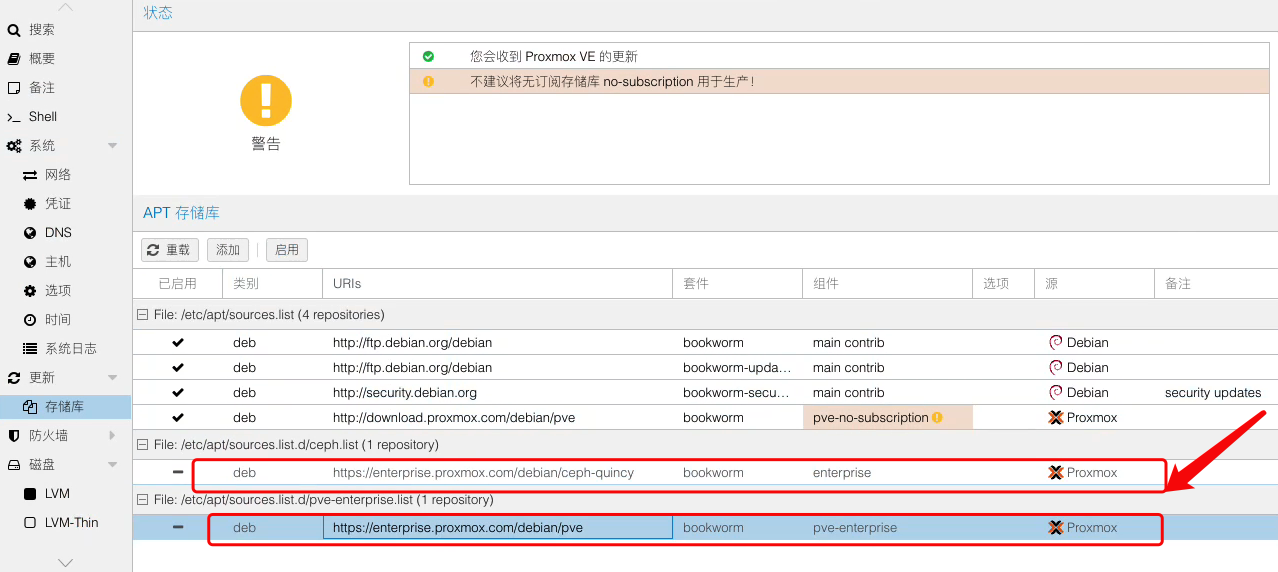 状态
搜索
概要
备注
>_ Shell
系统
网络
凭证
DNS
主机
选项
时间
系统日志
更新
存储库
防火墙
磁盘
LVM
LVM-Thin
警告
您会收到 Proxmox VE 的更新
不建议将无订阅存储库 no-subscription 用于生产！
APT 存储库
重载 添加 启用
已启用 类别 URIs 套件 组件 选项 源 备注
File: /etc/apt/sources.list (4 repositories)
deb http://ftp.debian.org/debian bookworm main contrib Debian
deb http://ftp.debian.org/debian bookworm-upda... main contrib Debian
deb http://security.debian.org bookworm-secu... main contrib Debian security updates
deb http://download.proxmox.com/debian/pve bookworm pve-no-subscription Proxmox
File: /etc/apt/sources.list.d/ceph.list (1 repository)
deb https://enterprise.proxmox.com/debian/ceph-quincy bookworm enterprise Proxmox
File: /etc/apt/sources.list.d/pve-enterprise.list (1 repository)
deb https://enterprise.proxmox.com/debian/pve bookworm pve-enterprise Proxmox